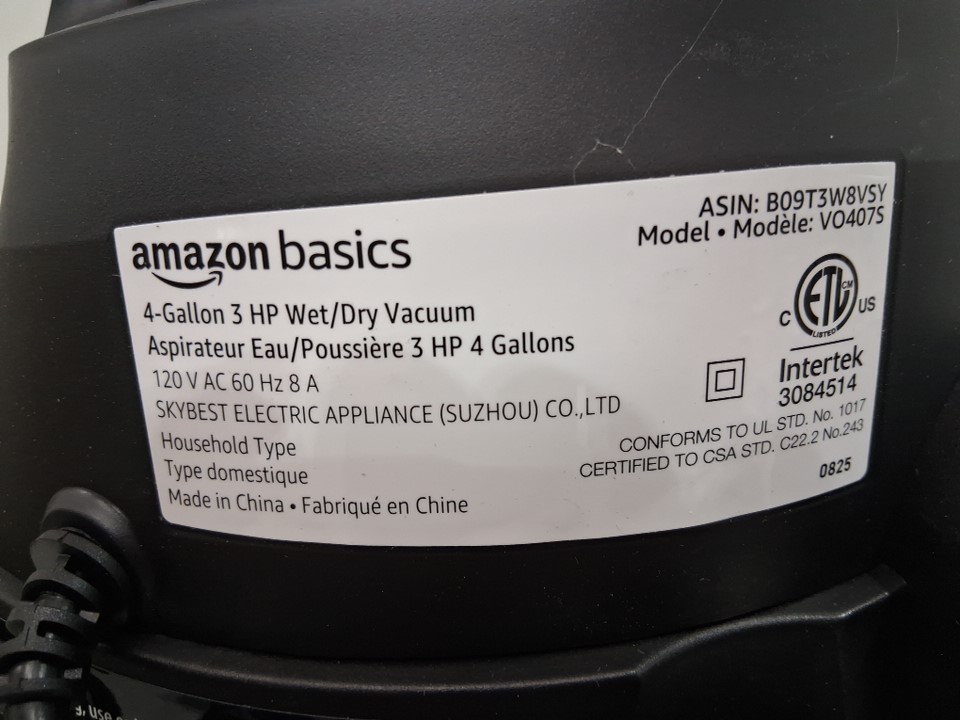 amazon basics
4-Gallon 3 HP Wet/Dry Vacuum
Aspirateur Eau/Poussière 3 HP 4 Gallons
120 V AC 60 Hz 8 A
SKYBEST ELECTRIC APPLIANCE (SUZHOU) CO.,LTD
Household Type
Type domestique
Made in China • Fabriqué en Chine
ASIN: B09T3W8VSY
Model • Modèle: VO407S
C ETL CM US
LISTED
Intertek
3084514
CONFORMS TO UL STD. No. 1017
CERTIFIED TO CSA STD. C22.2 No.243
0825